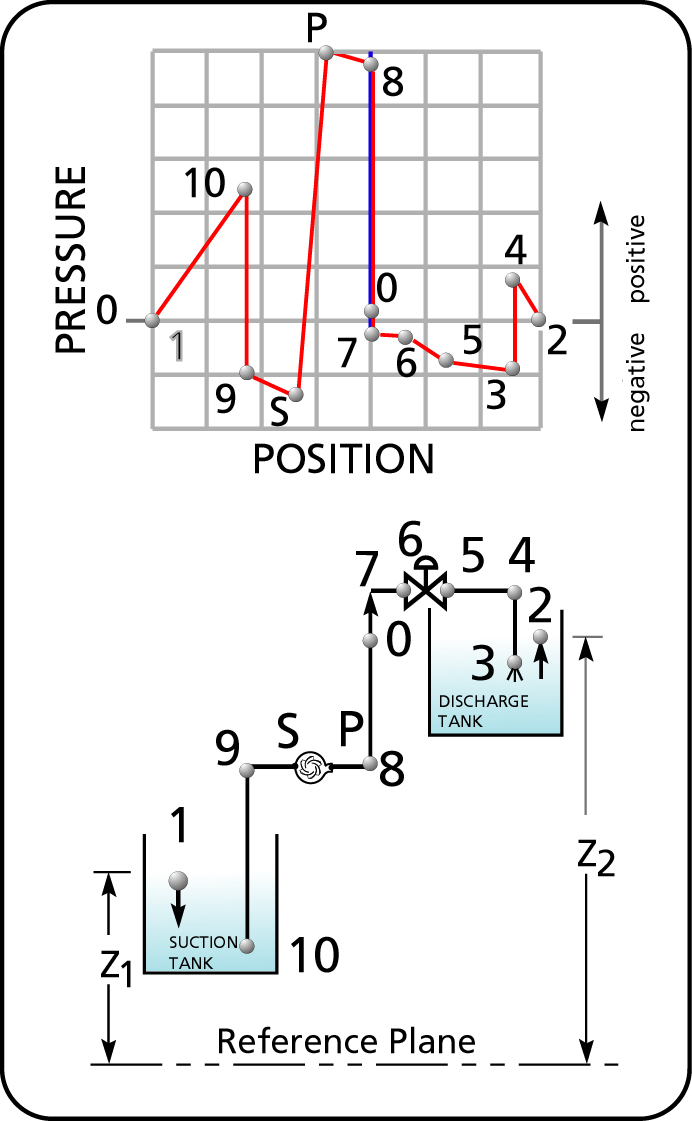 P
8
10
PRESSURE
0
1
9
S
0
7
6
5
3
4
2
positive
negative
POSITION
6
7
5
4
2
0
3
DISCHARGE
TANK
S
P
9
8
1
Z2
SUCTION
TANK
10
Z1
Reference Plane